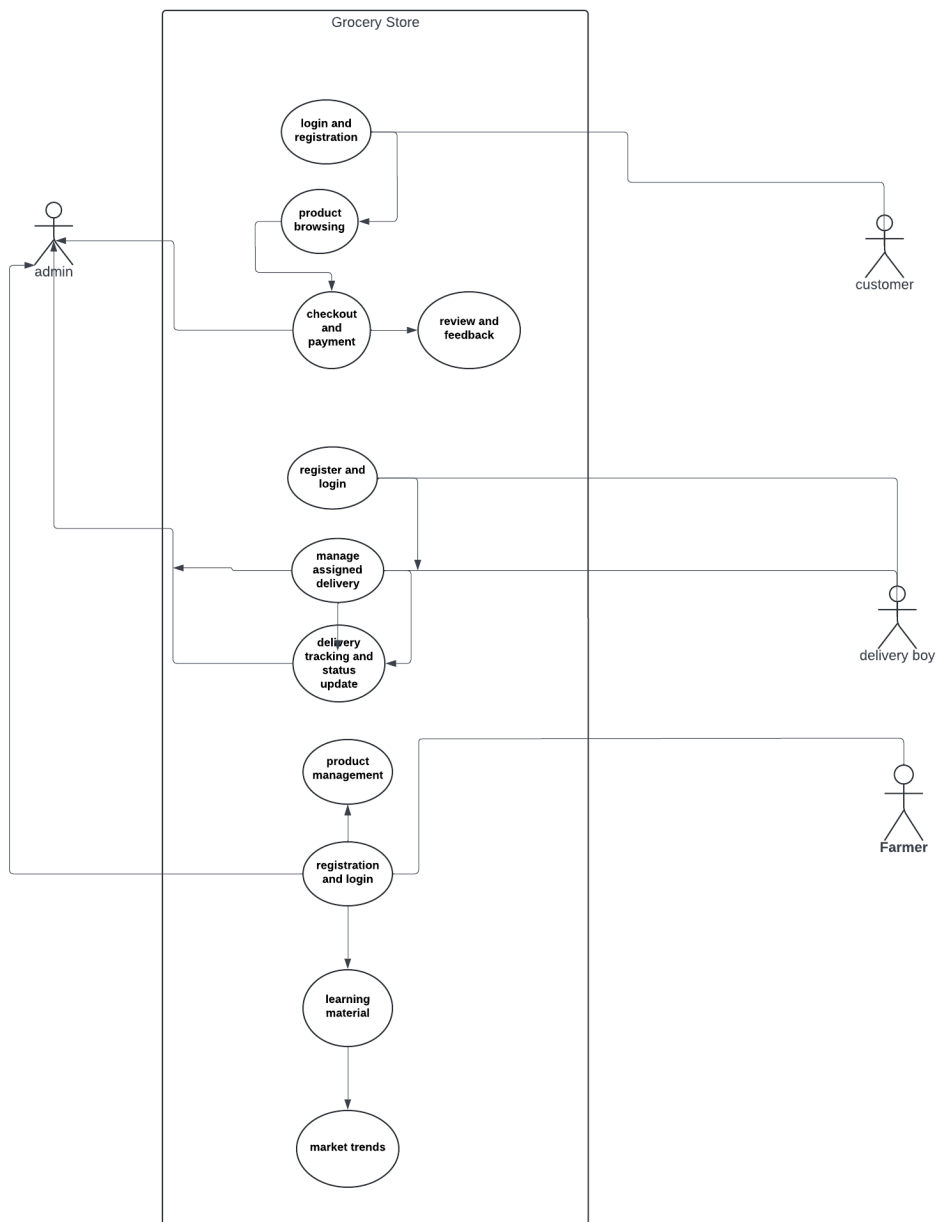 Grocery Store
login and
registration
product
browsing
admin
customer
checkout
and
payment
review and
feedback
register and
login
manage
assigned
delivery
delivery
tracking and
status
update
delivery boy
product
management
Farmer
registration
and login
learning
material
market trends